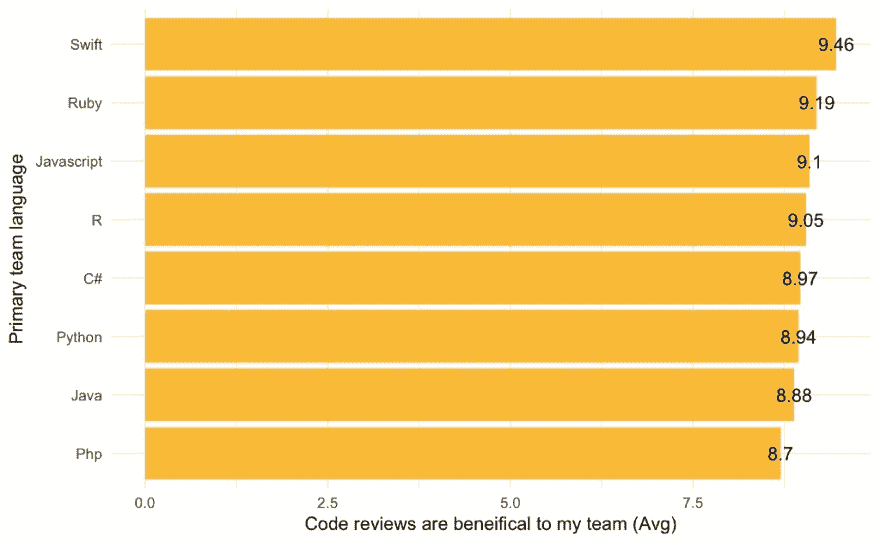 Primary team language
Swift 9.46
Ruby 9.19
Javascript 9.1
R 9.05
C# 8.97
Python 8.94
Java 8.88
Php 8.7
0.0 2.5 5.0 7.5
Code reviews are beneifical to my team (Avg)